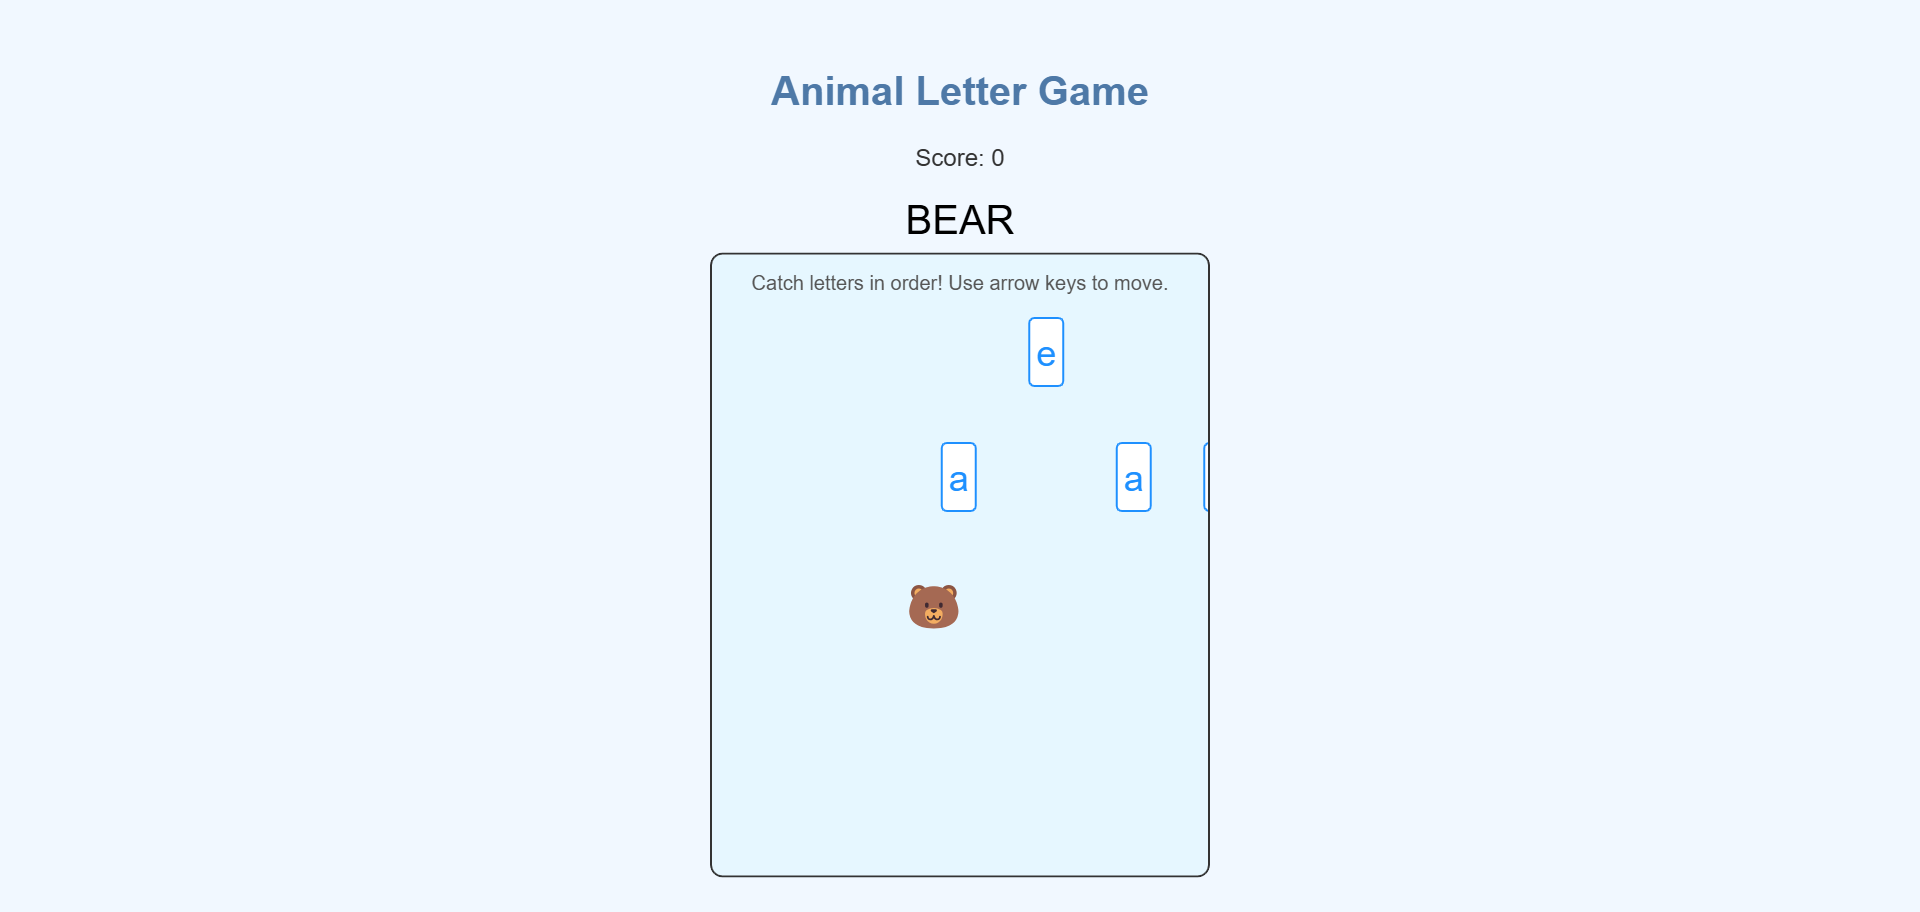 Animal Letter Game
Score: 0
BEAR
Catch letters in order! Use arrow keys to move.
e
a a